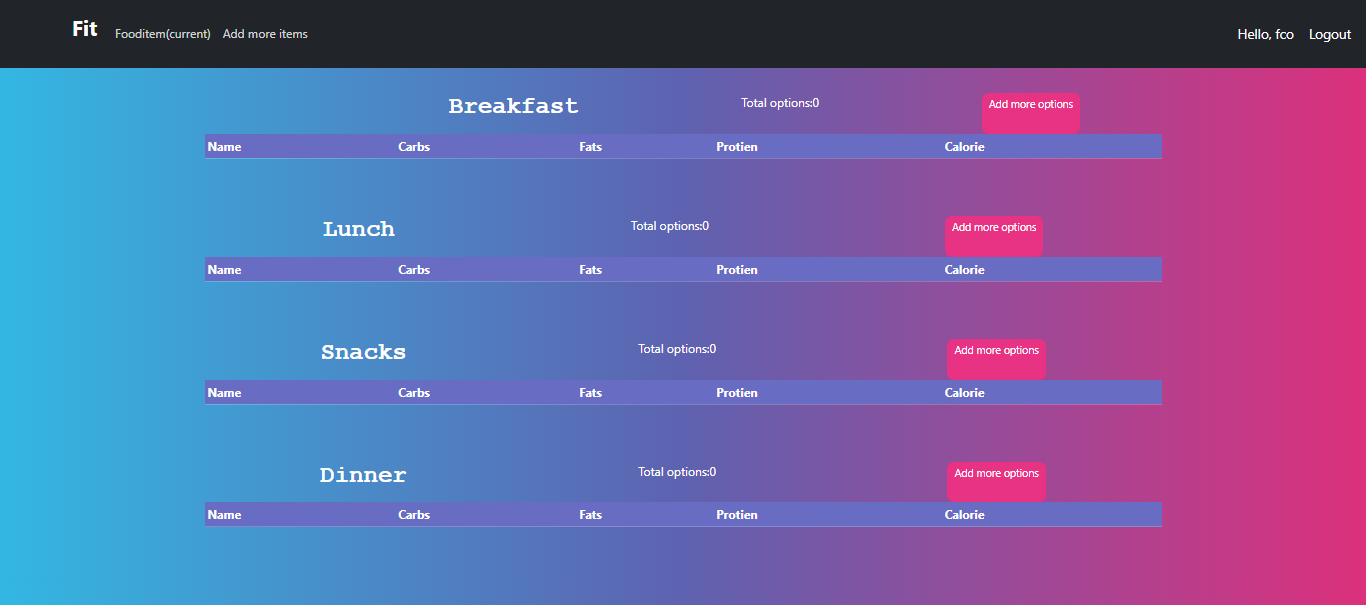 Fit Fooditem(current) Add more items Hello, fco Logout
Breakfast Total options:0 Add more options
Name Carbs Fats Protien Calorie
Lunch Total options:0 Add more options
Name Carbs Fats Protien Calorie
Snacks Total options:0 Add more options
Name Carbs Fats Protien Calorie
Dinner Total options:0 Add more options
Name Carbs Fats Protien Calorie